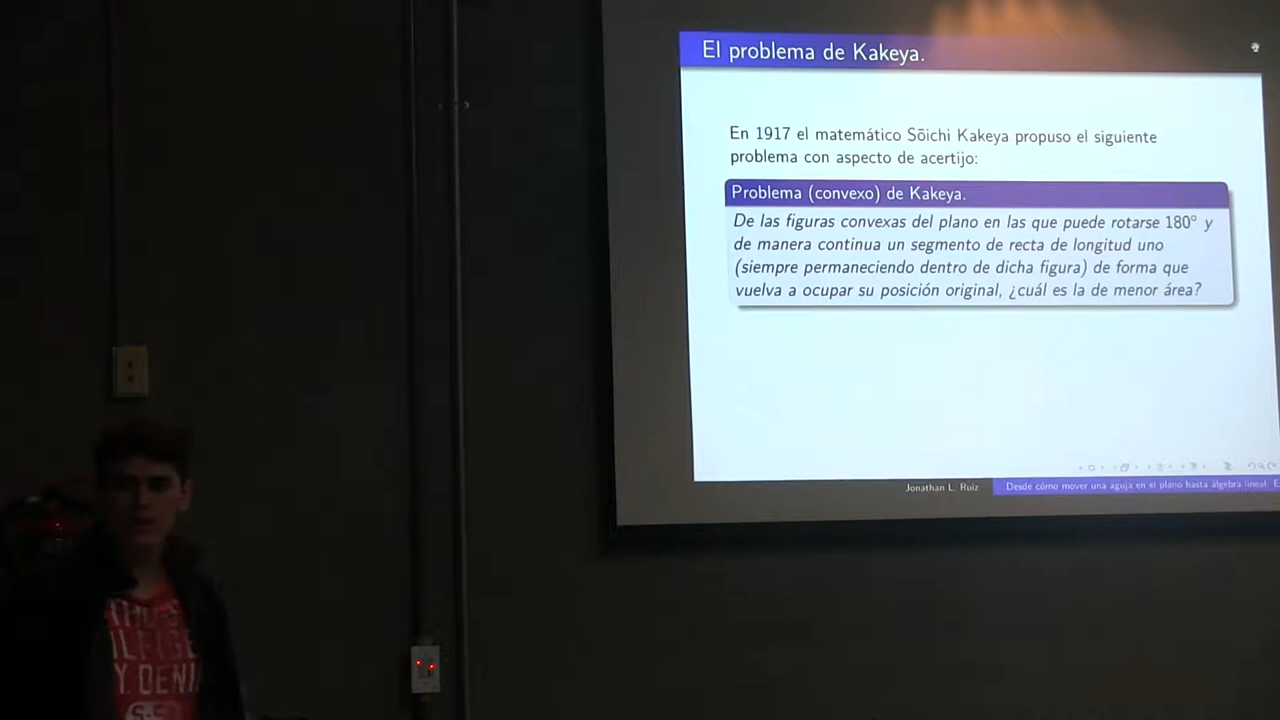 El problema de Kakeya.
En 1917 el matemático Sōichi Kakeya propuso el siguiente
problema con aspecto de acertijo:
Problema (convexo) de Kakeya.
De las figuras convexas del plano en las que puede rotarse 180° y
de manera continua un segmento de recta de longitud uno
(siempre permaneciendo dentro de dicha figura) de forma que
vuelva a ocupar su posición original, ¿cuál es la de menor área?
Jonathan L. Ruiz
Desde cómo mover una aguja en el plano hasta álgebra lineal. E
Y. DENI